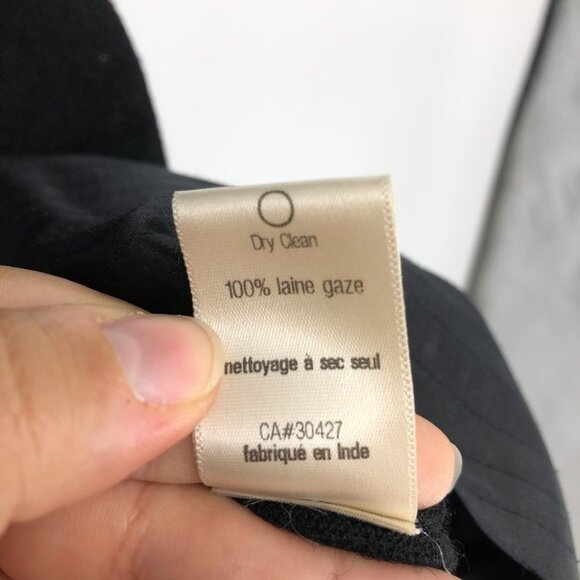 Dry Clean
100% laine gaze
nettoyage à sec seul
CA#30427
fabriqué en Inde